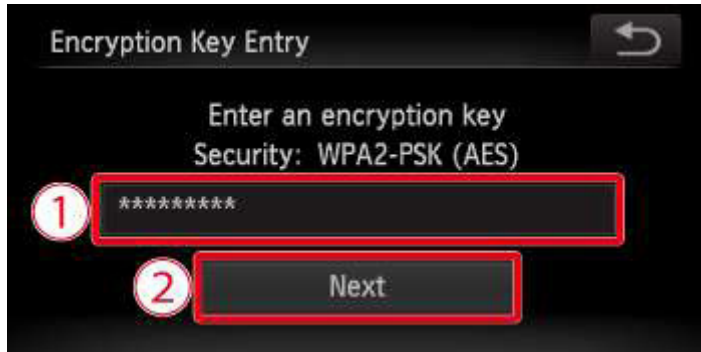 Encryption Key Entry
Enter an encryption key
Security: WPA2-PSK (AES)
1
*********
2
Next